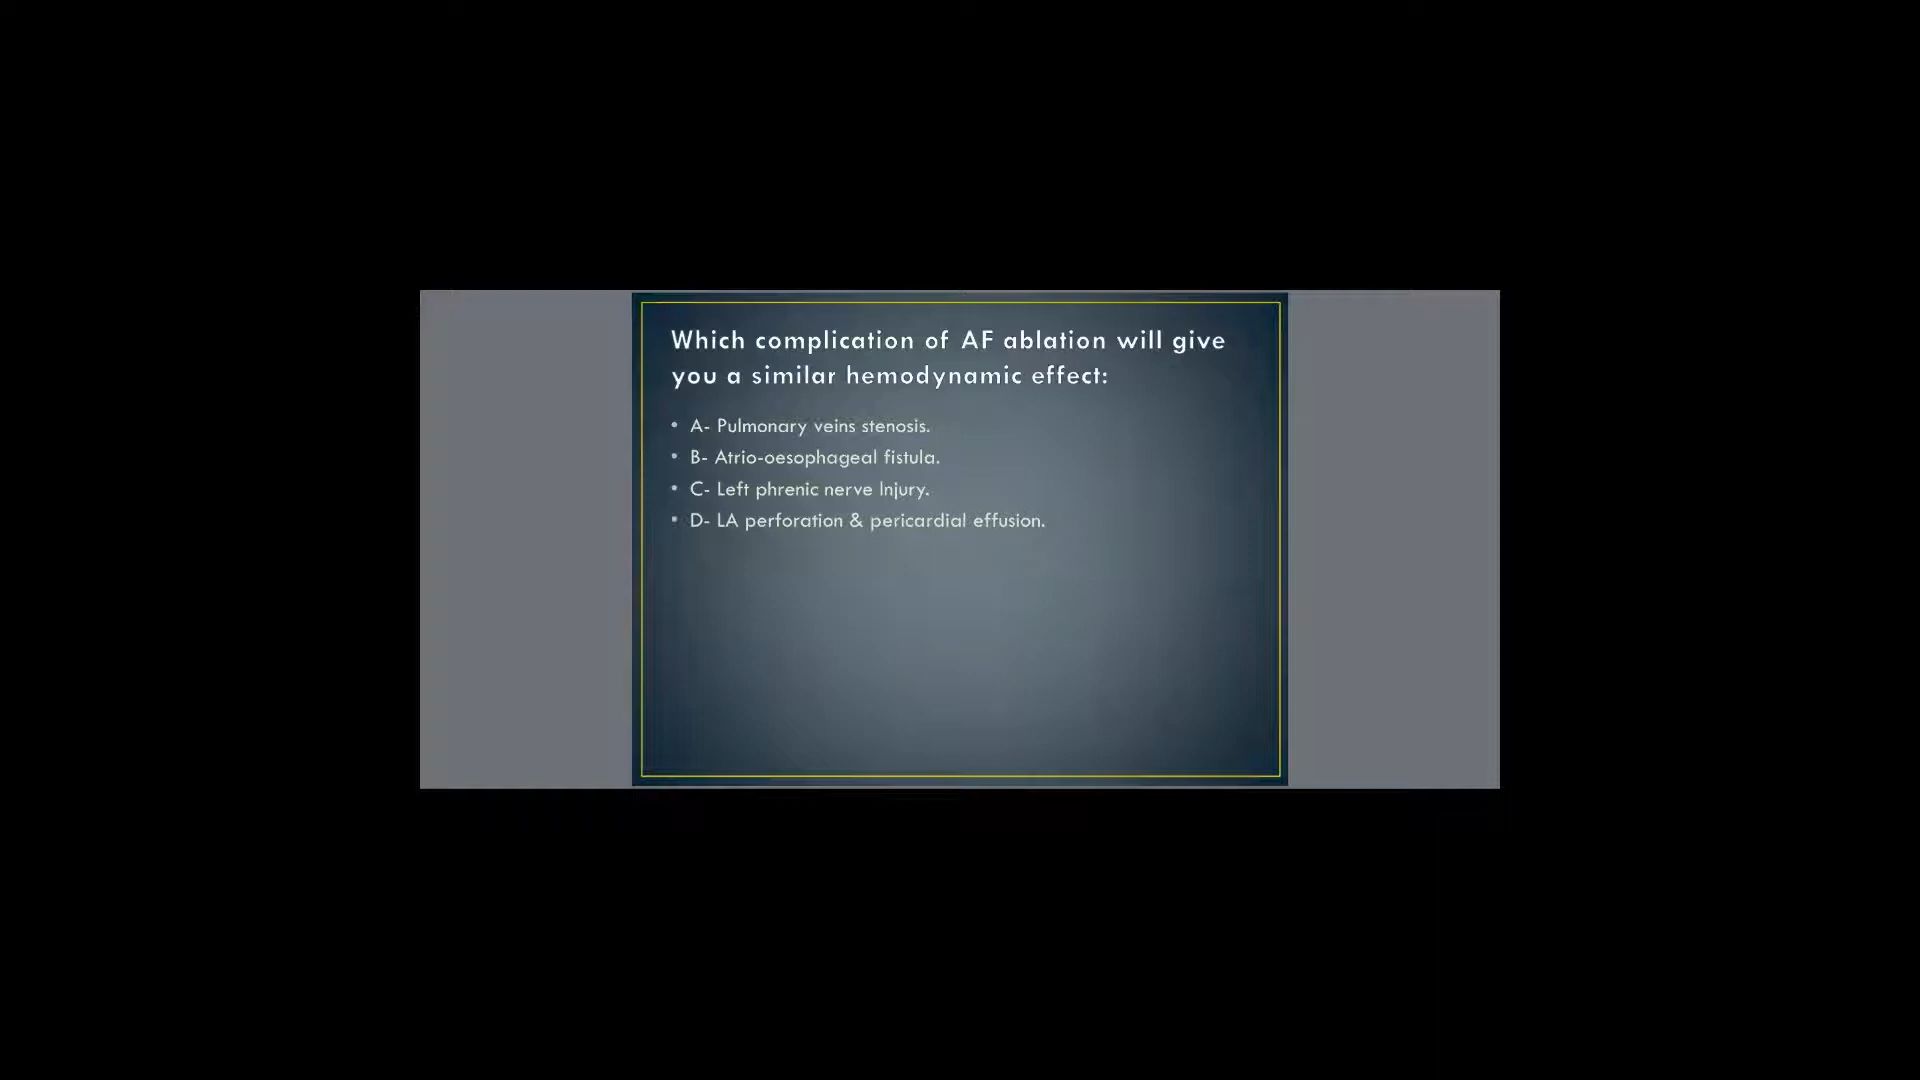 Which complication of AF ablation will give
you a similar hemodynamic effect:
• A- Pulmonary veins stenosis.
• B- Atrio-oesophageal fistula.
• C- Left phrenic nerve Injury.
• D- LA perforation & pericardial effusion.